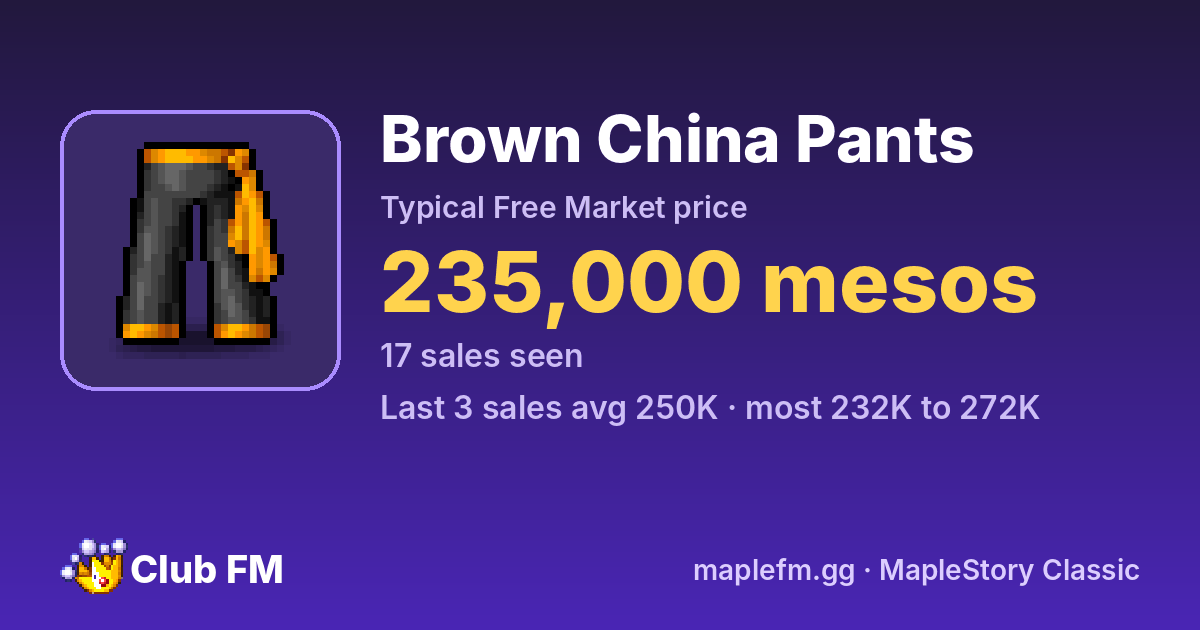 Brown China Pants
Typical Free Market price
235,000 mesos
17 sales seen
Last 3 sales avg 250K · most 232K to 272K
Club FM
maplefm.gg · MapleStory Classic